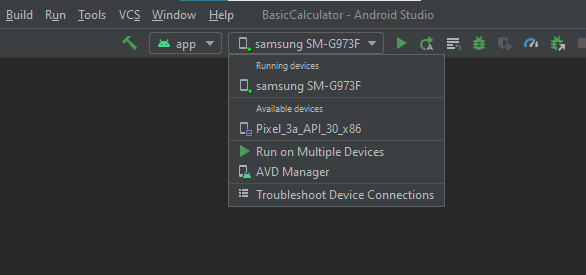 Build Run Tools VCS Window Help BasicCalculator - Android Studio
app samsung SM-G973F
Running devices
samsung SM-G973F
Available devices
Pixel_3a_API_30_x86
Run on Multiple Devices
AVD Manager
Troubleshoot Device Connections